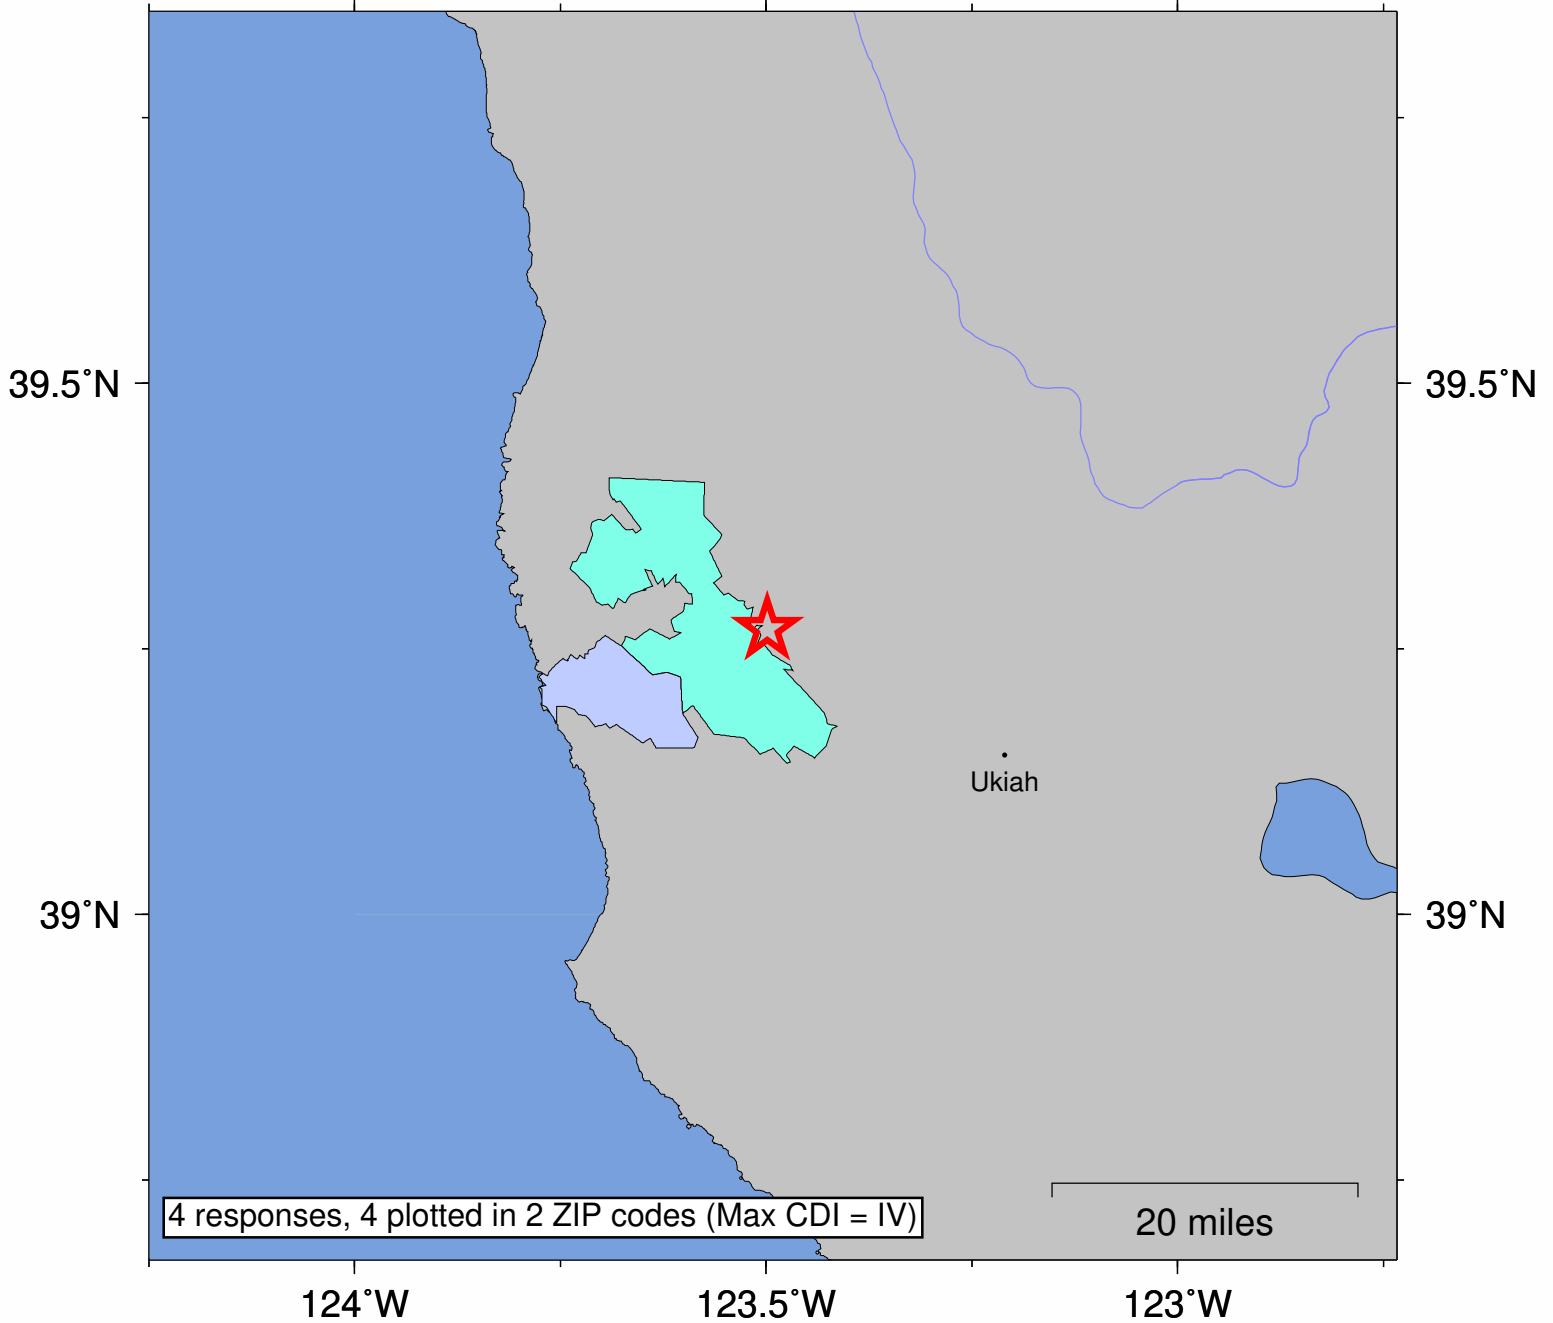 39.5˚N
39.5˚N
Ukiah
39˚N
39˚N
4 responses, 4 plotted in 2 ZIP codes (Max CDI = IV)
20 miles
124˚W
123.5˚W
123˚W